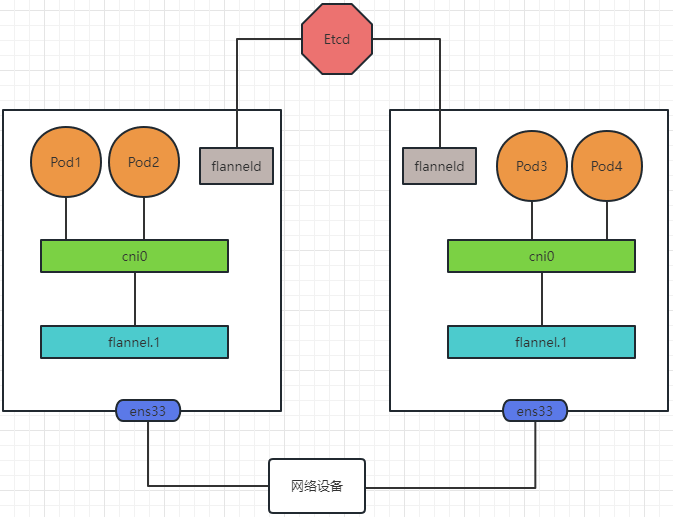 Etcd
Pod1
Pod2
flanneld
flanneld
Pod3
Pod4
cni0
cni0
flannel.1
flannel.1
ens33
ens33
网络设备